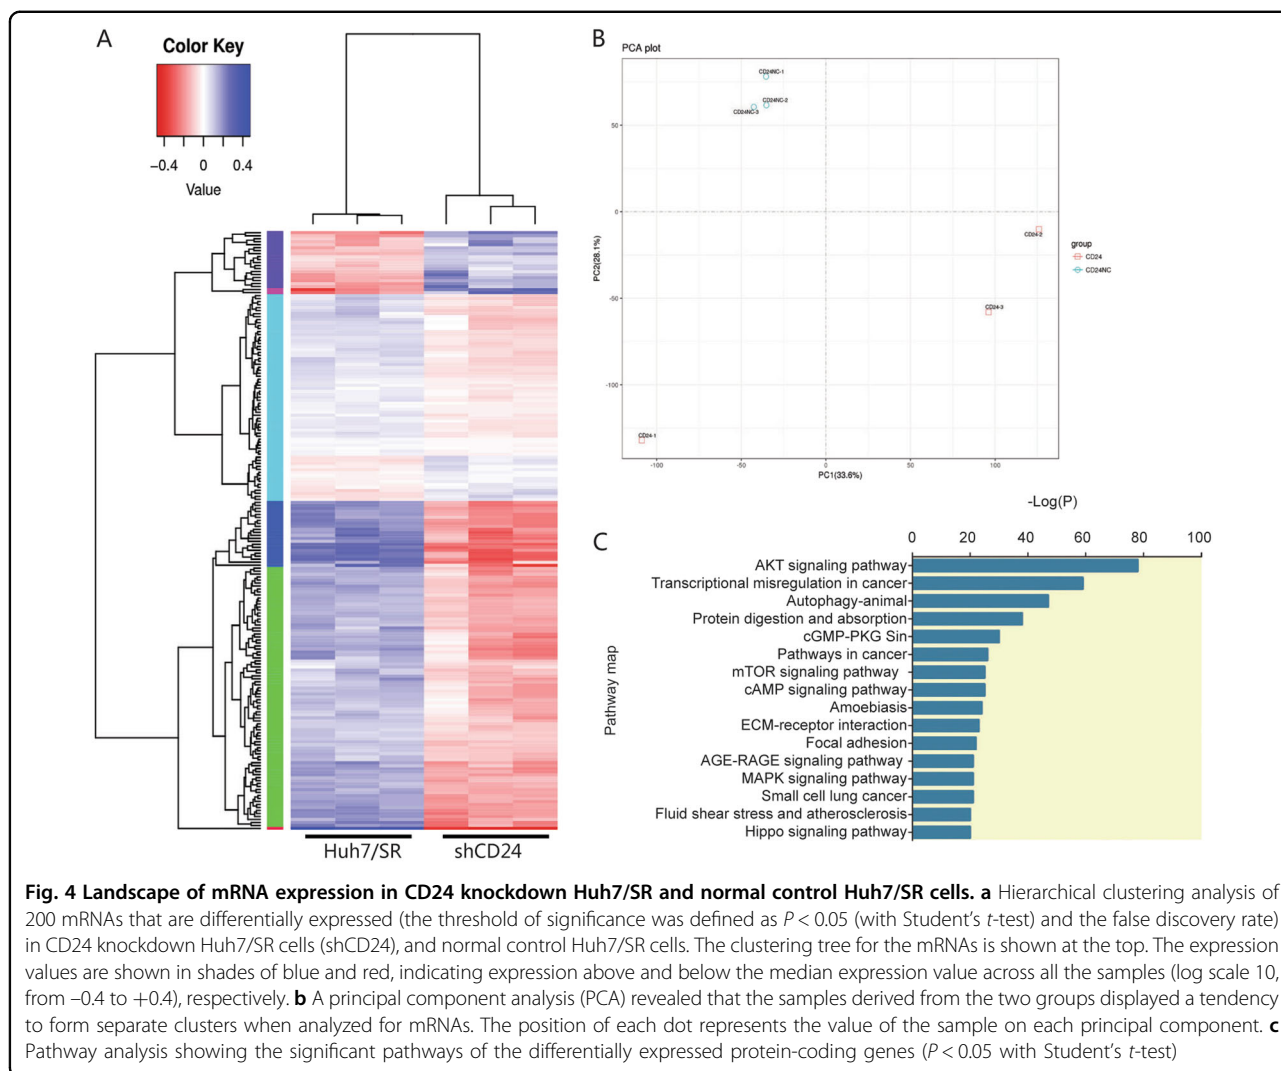 A
Color Key
−0.4 0 0.4
Value
Huh7/SR shCD24
B
PCA plot
CD24NC-1
CD24NC-2
CD24NC-3
CD24-2
CD24-3
CD24-1
50
0
-50
-100
PC2(28.1%)
-100 -50 0 50 100
PC1(33.6%)
group
CD24
CD24NC
C
-Log(P)
0 20 40 60 80 100
Pathway map
AKT signaling pathway
Transcriptional misregulation in cancer
Autophagy-animal
Protein digestion and absorption
cGMP-PKG Sin
Pathways in cancer
mTOR signaling pathway
cAMP signaling pathway
Amoebiasis
ECM-receptor interaction
Focal adhesion
AGE-RAGE signaling pathway
MAPK signaling pathway
Small cell lung cancer
Fluid shear stress and atherosclerosis
Hippo signaling pathway
Fig. 4 Landscape of mRNA expression in CD24 knockdown Huh7/SR and normal control Huh7/SR cells. a Hierarchical clustering analysis of
200 mRNAs that are differentially expressed (the threshold of significance was defined as P < 0.05 (with Student's t-test) and the false discovery rate)
in CD24 knockdown Huh7/SR cells (shCD24), and normal control Huh7/SR cells. The clustering tree for the mRNAs is shown at the top. The expression
values are shown in shades of blue and red, indicating expression above and below the median expression value across all the samples (log scale 10,
from –0.4 to +0.4), respectively. b A principal component analysis (PCA) revealed that the samples derived from the two groups displayed a tendency
to form separate clusters when analyzed for mRNAs. The position of each dot represents the value of the sample on each principal component. c
Pathway analysis showing the significant pathways of the differentially expressed protein-coding genes (P < 0.05 with Student's t-test)